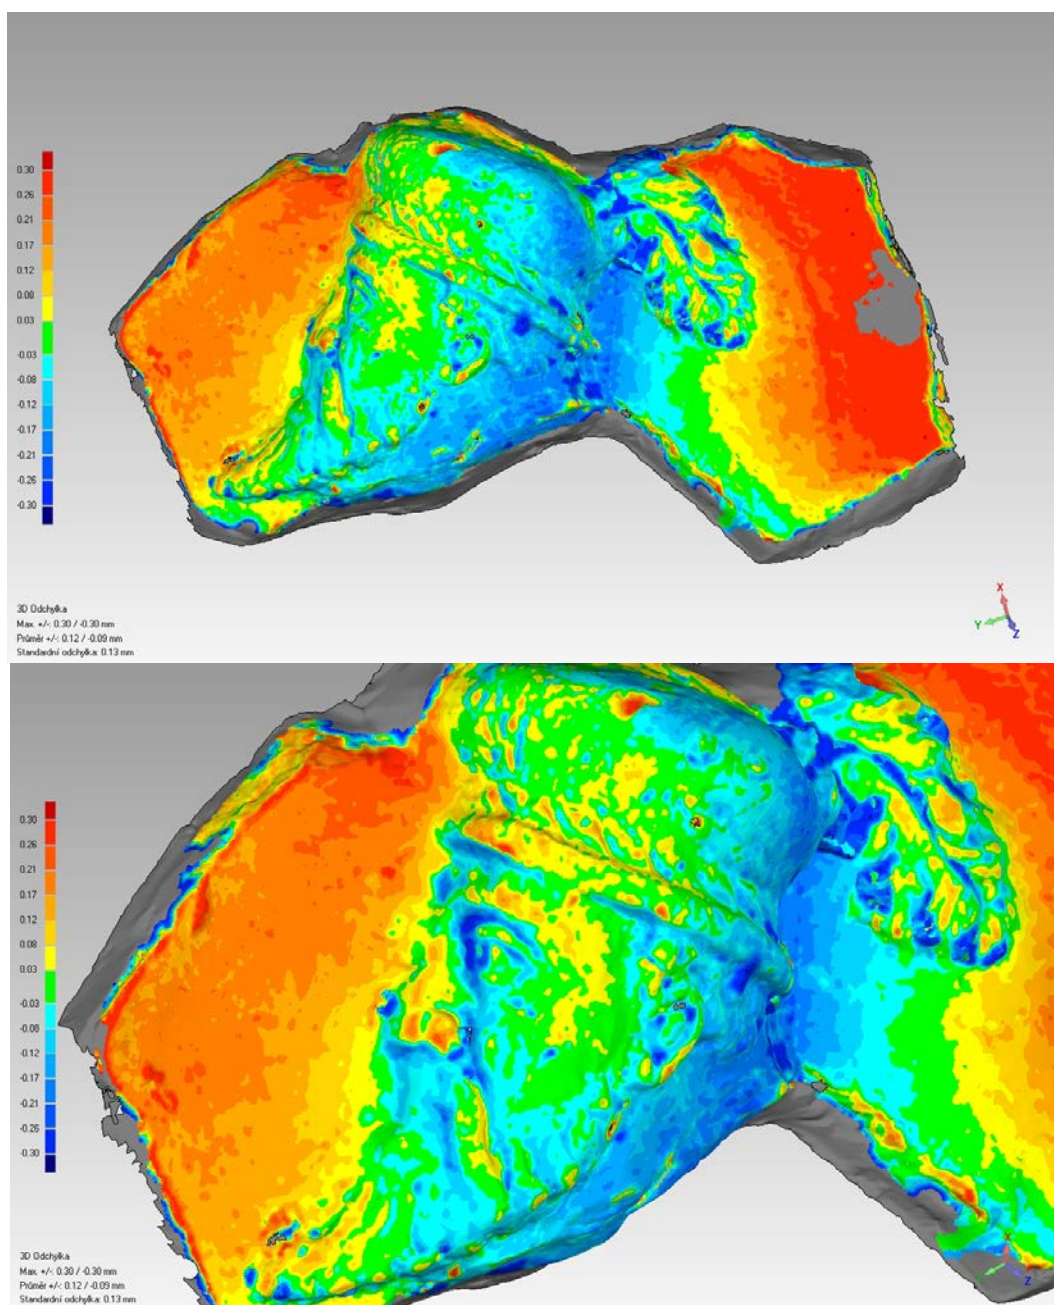 0.30
0.26
0.21
0.17
0.12
0.08
0.03
-0.03
-0.08
-0.12
-0.17
-0.21
-0.26
-0.30
3D Odchylka
Max. +/-: 0.30 / -0.30 mm
Průměr +/-: 0.12 / -0.09 mm
Standardní odchylka: 0.13 mm
X
Y
Z
0.30
0.26
0.21
0.17
0.12
0.08
0.03
-0.03
-0.08
-0.12
-0.17
-0.21
-0.26
-0.30
3D Odchylka
Max. +/-: 0.30 / -0.30 mm
Průměr +/-: 0.12 / -0.09 mm
Standardní odchylka: 0.13 mm
X
Z